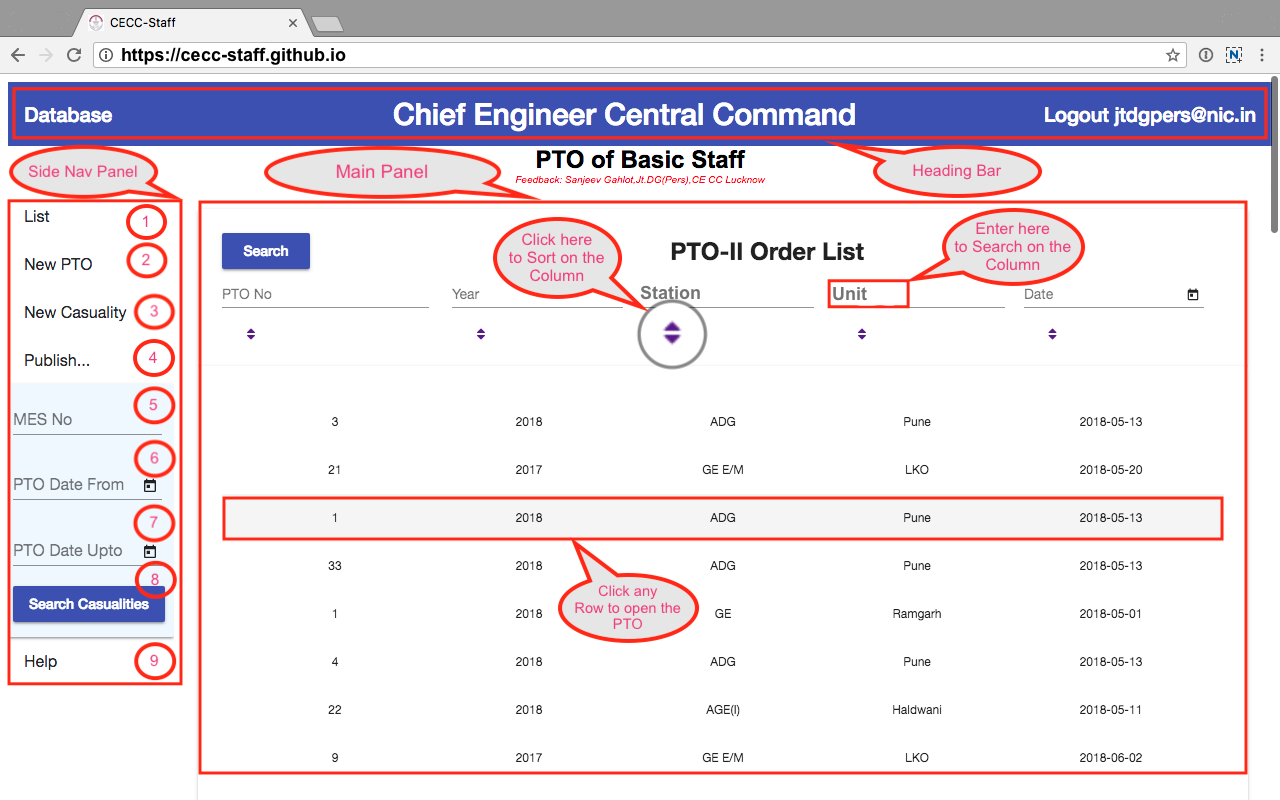 CECC-Staff
https://cecc-staff.github.io
Database
Chief Engineer Central Command
Logout jtdgpers@nic.in
PTO of Basic Staff
Feedback: Sanjeev Gahlot,Jt.DG(Pers),CE CC Lucknow
Side Nav Panel
Main Panel
Heading Bar
List 1
New PTO 2
New Casuality 3
Publish... 4
5
MES No
6
PTO Date From
7
PTO Date Upto
8
Search Casualities
Help 9
Search
Click here
to Sort on the
Column
PTO-II Order List
Enter here
to Search on the
Column
PTO No Year Station Unit Date
3 2018 ADG Pune 2018-05-13
21 2017 GE E/M LKO 2018-05-20
1 2018 ADG Pune 2018-05-13
33 2018 ADG Pune 2018-05-13
Click any
Row to open the
PTO
1 2018 GE Ramgarh 2018-05-01
4 2018 ADG Pune 2018-05-13
22 2018 AGE(I) Haldwani 2018-05-11
9 2017 GE E/M LKO 2018-06-02